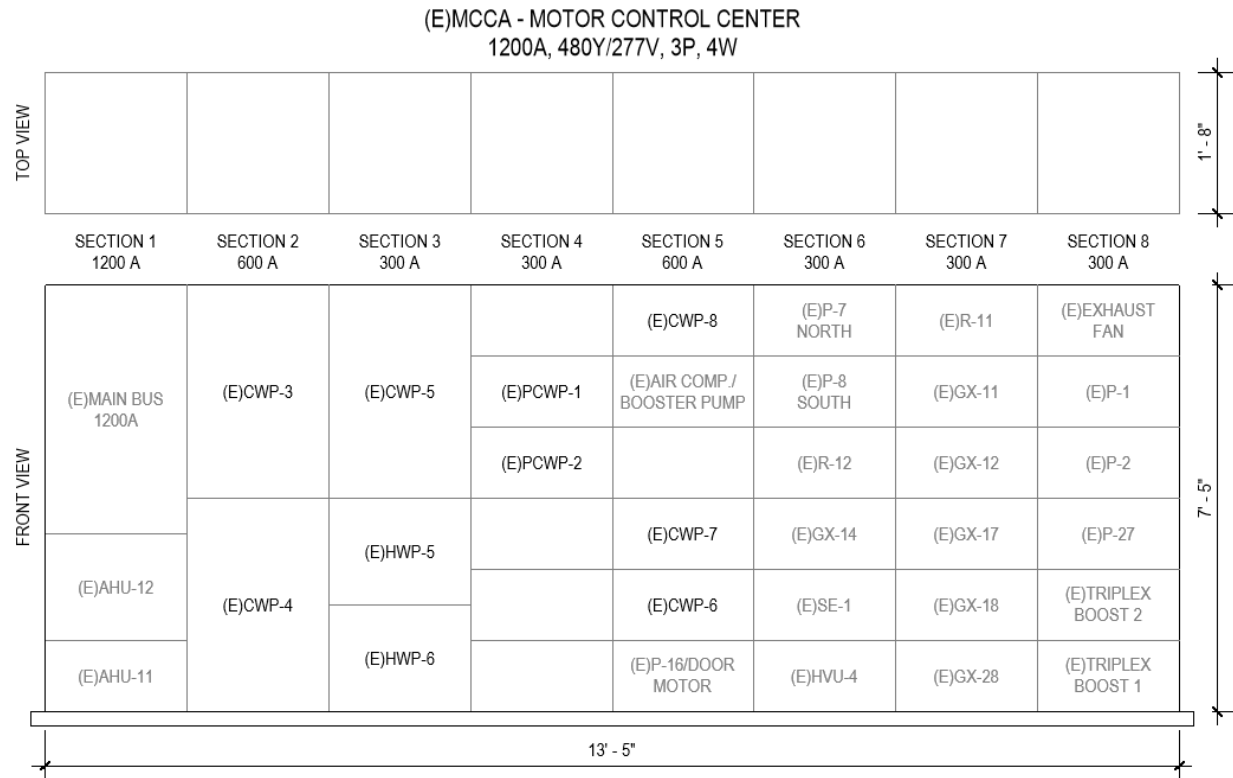 (E)MCCA - MOTOR CONTROL CENTER
1200A, 480Y/277V, 3P, 4W
TOP VIEW
1' - 8"
SECTION 1
1200 A
SECTION 2
600 A
SECTION 3
300 A
SECTION 4
300 A
SECTION 5
600 A
SECTION 6
300 A
SECTION 7
300 A
SECTION 8
300 A
FRONT VIEW
(E)MAIN BUS
1200A
(E)AHU-12
(E)AHU-11
(E)CWP-3
(E)CWP-4
(E)CWP-5
(E)HWP-5
(E)HWP-6
(E)PCWP-1
(E)PCWP-2
(E)CWP-8
(E)AIR COMP./
BOOSTER PUMP
(E)CWP-7
(E)CWP-6
(E)P-16/DOOR
MOTOR
(E)P-7
NORTH
(E)P-8
SOUTH
(E)R-12
(E)GX-14
(E)SE-1
(E)HVU-4
(E)R-11
(E)GX-11
(E)GX-12
(E)GX-17
(E)GX-18
(E)GX-28
(E)EXHAUST
FAN
(E)P-1
(E)P-2
(E)P-27
(E)TRIPLEX
BOOST 2
(E)TRIPLEX
BOOST 1
7' - 5"
13' - 5"